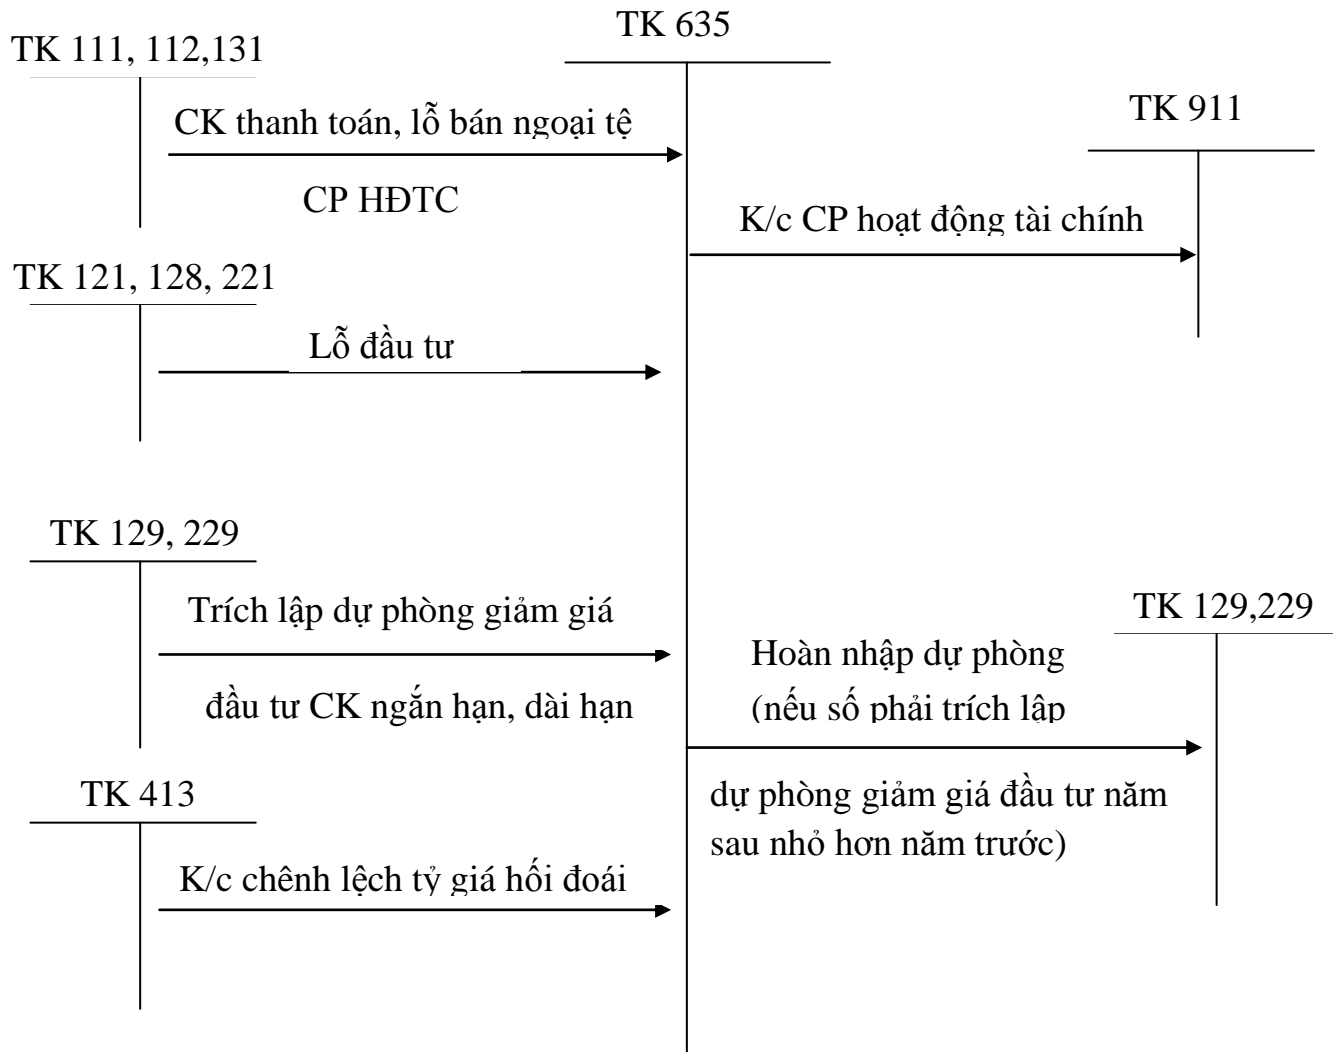 TK 635
TK 111, 112,131
CK thanh toán, lỗ bán ngoại tệ
CP HĐTC
TK 911
K/c CP hoạt động tài chính
TK 121, 128, 221
Lỗ đầu tư
TK 129, 229
Trích lập dự phòng giảm giá
đầu tư CK ngắn hạn, dài hạn
TK 129,229
Hoàn nhập dự phòng
(nếu số phải trích lập
dự phòng giảm giá đầu tư năm
sau nhỏ hơn năm trước)
TK 413
K/c chênh lệch tỷ giá hối đoái